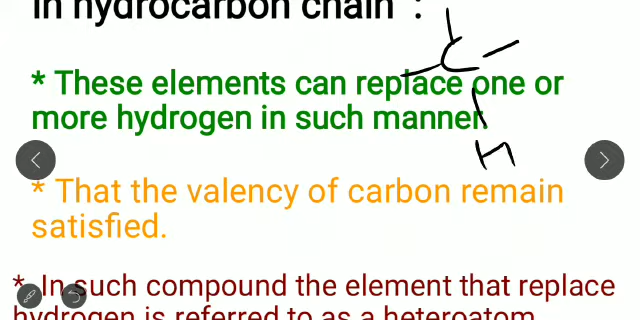 in hydrocarbon chain :
* These elements can replace one or
more hydrogen in such manner
C
H
* That the valency of carbon remain
satisfied.
* In such compound the element that replace
hydrogen is referred to as a heteroatom